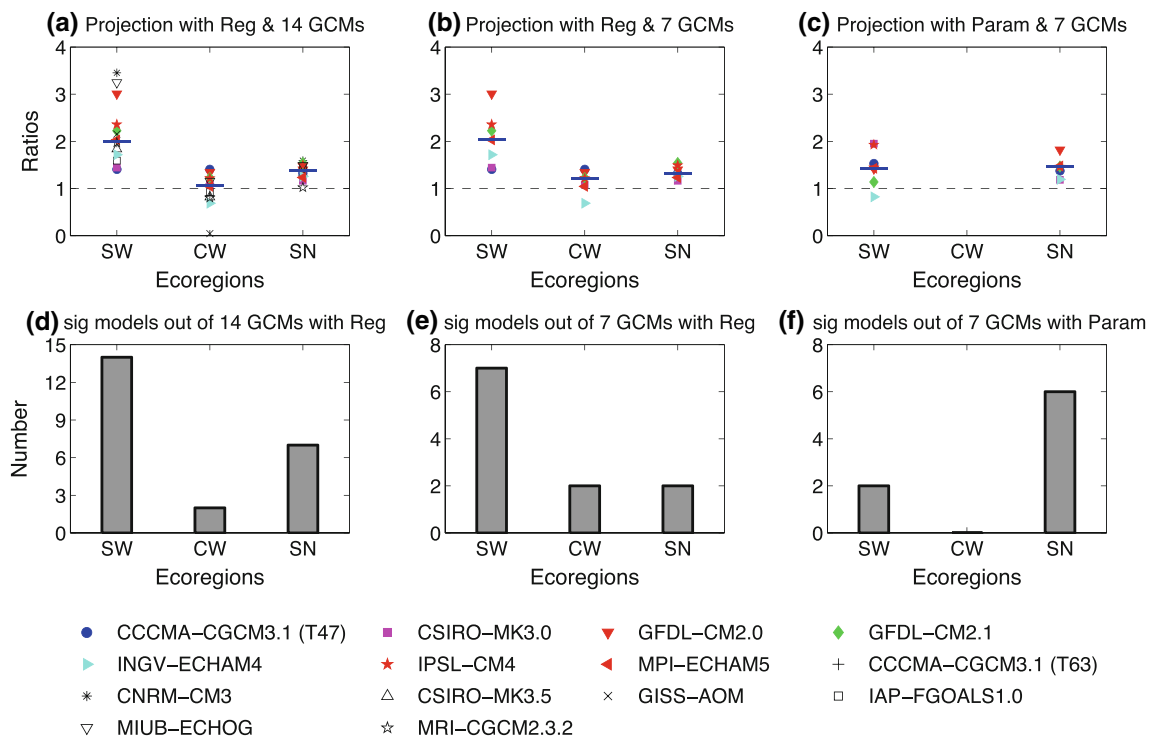 (a) Projection with Reg & 14 GCMs
(b) Projection with Reg & 7 GCMs
(c) Projection with Param & 7 GCMs
Ratios
4
3
2
1
0
SW CW SN
Ecoregions
4
3
2
1
0
SW CW SN
Ecoregions
4
3
2
1
0
SW CW SN
Ecoregions
(d) sig models out of 14 GCMs with Reg
(e) sig models out of 7 GCMs with Reg
(f) sig models out of 7 GCMs with Param
Number
15
12
9
6
3
0
SW CW SN
Ecoregions
8
6
4
2
0
SW CW SN
Ecoregions
8
6
4
2
0
SW CW SN
Ecoregions
CCCMA–CGCM3.1 (T47) CSIRO–MK3.0 GFDL–CM2.0 GFDL–CM2.1
INGV–ECHAM4 IPSL–CM4 MPI–ECHAM5 CCCMA–CGCM3.1 (T63)
CNRM–CM3 CSIRO–MK3.5 GISS–AOM IAP–FGOALS1.0
MIUB–ECHOG MRI–CGCM2.3.2